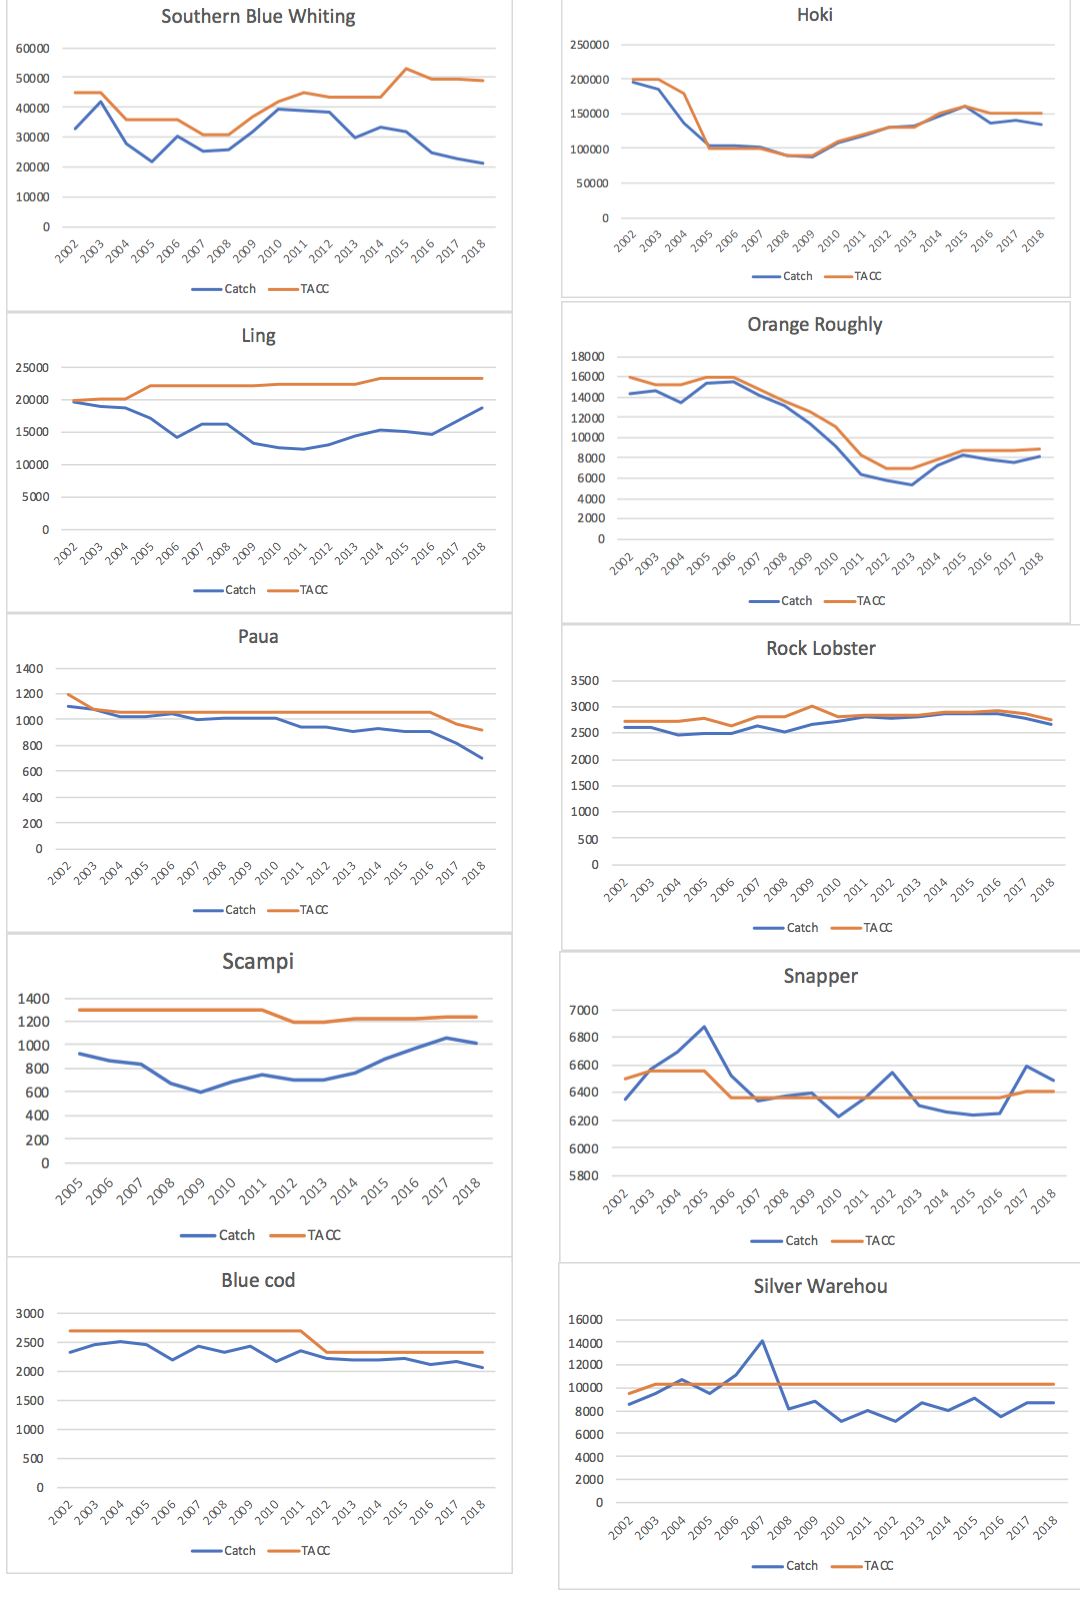 Southern Blue Whiting
60000
50000
40000
30000
20000
10000
0
2002 2003 2004 2005 2006 2007 2008 2009 2010 2011 2012 2013 2014 2015 2016 2017 2018
Catch TACC
Hoki
250000
200000
150000
100000
50000
0
2002 2003 2004 2005 2006 2007 2008 2009 2010 2011 2012 2013 2014 2015 2016 2017 2018
Catch TACC
Ling
25000
20000
15000
10000
5000
0
2002 2003 2004 2005 2006 2007 2008 2009 2010 2011 2012 2013 2014 2015 2016 2017 2018
Catch TACC
Orange Roughly
18000
16000
14000
12000
10000
8000
6000
4000
2000
0
2002 2003 2004 2005 2006 2007 2008 2009 2010 2011 2012 2013 2014 2015 2016 2017 2018
Catch TACC
Paua
1400
1200
1000
800
600
400
200
0
2002 2003 2004 2005 2006 2007 2008 2009 2010 2011 2012 2013 2014 2015 2016 2017 2018
Catch TACC
Rock Lobster
3500
3000
2500
2000
1500
1000
500
0
2002 2003 2004 2005 2006 2007 2008 2009 2010 2011 2012 2013 2014 2015 2016 2017 2018
Catch TACC
Scampi
1400
1200
1000
800
600
400
200
0
2005 2006 2007 2008 2009 2010 2011 2012 2013 2014 2015 2016 2017 2018
Catch TACC
Snapper
7000
6800
6600
6400
6200
6000
5800
2002 2003 2004 2005 2006 2007 2008 2009 2010 2011 2012 2013 2014 2015 2016 2017 2018
Catch TACC
Blue cod
3000
2500
2000
1500
1000
500
0
2002 2003 2004 2005 2006 2007 2008 2009 2010 2011 2012 2013 2014 2015 2016 2017 2018
Catch TACC
Silver Warehou
16000
14000
12000
10000
8000
6000
4000
2000
0
2002 2003 2004 2005 2006 2007 2008 2009 2010 2011 2012 2013 2014 2015 2016 2017 2018
Catch TACC